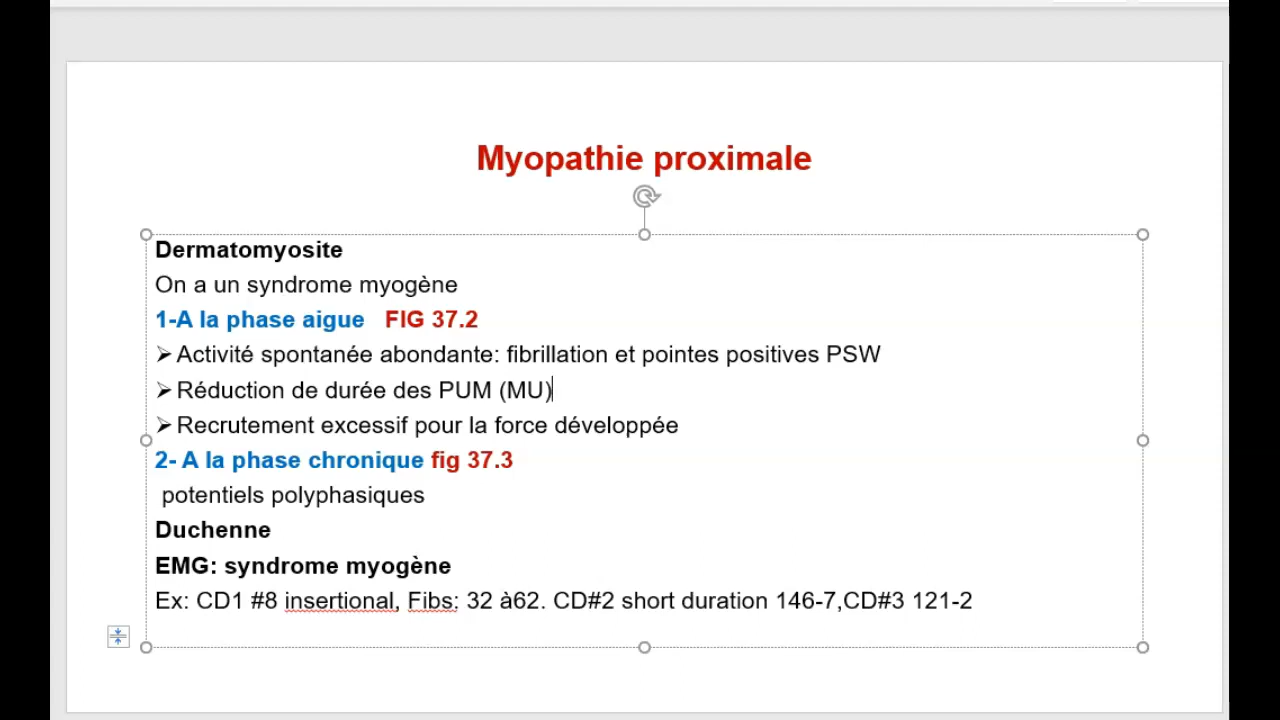 Myopathie proximale
Dermatomyosite
On a un syndrome myogène
1-A la phase aigue FIG 37.2
➢ Activité spontanée abondante: fibrillation et pointes positives PSW
➢ Réduction de durée des PUM (MU)
➢ Recrutement excessif pour la force développée
2- A la phase chronique fig 37.3
potentiels polyphasiques
Duchenne
EMG: syndrome myogène
Ex: CD1 #8 insertional, Fibs: 32 à62. CD#2 short duration 146-7,CD#3 121-2